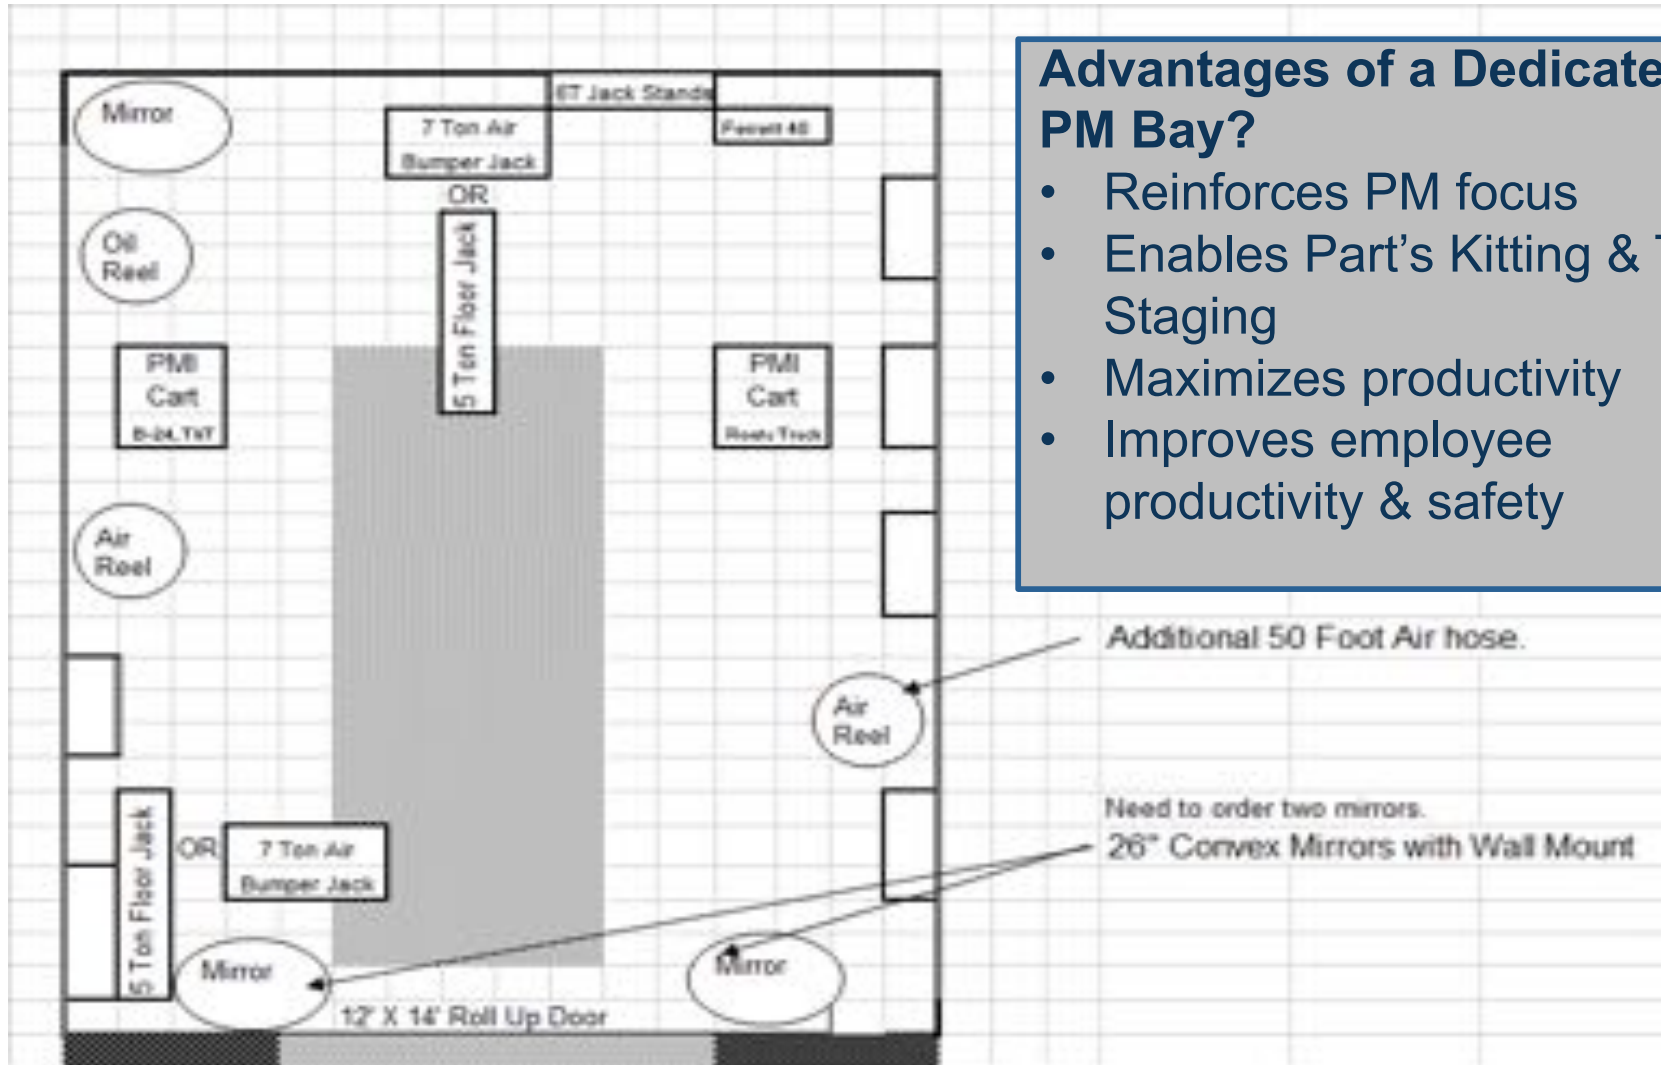 Advantages of a Dedicate
PM Bay?
• Reinforces PM focus
• Enables Part’s Kitting & T
Staging
• Maximizes productivity
• Improves employee
productivity & safety
Mirror
6T Jack Stands
7 Ton Air
Bumper Jack
OR
5 Ton Floor Jack
Oil
Reel
PMI
Cart
PMI
Cart
Air
Reel
Additional 50 Foot Air hose.
Air
Reel
Need to order two mirrors.
26" Convex Mirrors with Wall Mount
5 Ton Floor Jack
OR
7 Ton Air
Bumper Jack
Mirror
Mirror
12' X 14' Roll Up Door